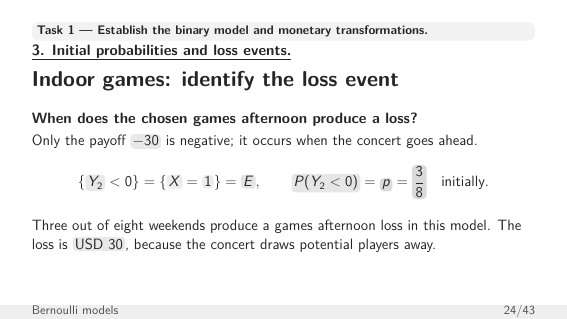 Task 1 — Establish the binary model and monetary transformations.
3. Initial probabilities and loss events.
Indoor games: identify the loss event
When does the chosen games afternoon produce a loss?
Only the payoff −30 is negative; it occurs when the concert goes ahead.
{Y₂ < 0} = {X = 1} = E,    P(Y₂ < 0) = p = 3/8    initially.
Three out of eight weekends produce a games afternoon loss in this model. The
loss is USD 30, because the concert draws potential players away.
Bernoulli models    24/43